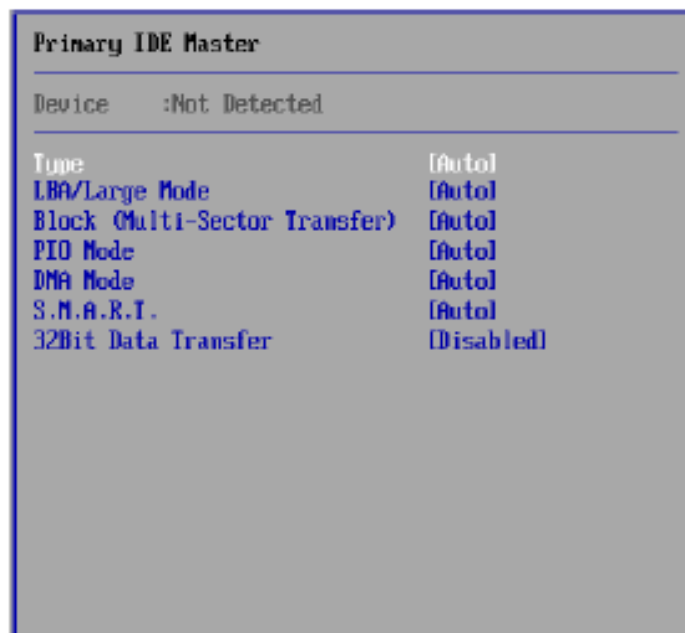 Primary IDE Master
Device :Not Detected
Type [Auto]
LBA/Large Mode [Auto]
Block (Multi-Sector Transfer) [Auto]
PIO Mode [Auto]
DMA Mode [Auto]
S.M.A.R.T. [Auto]
32Bit Data Transfer [Disabled]